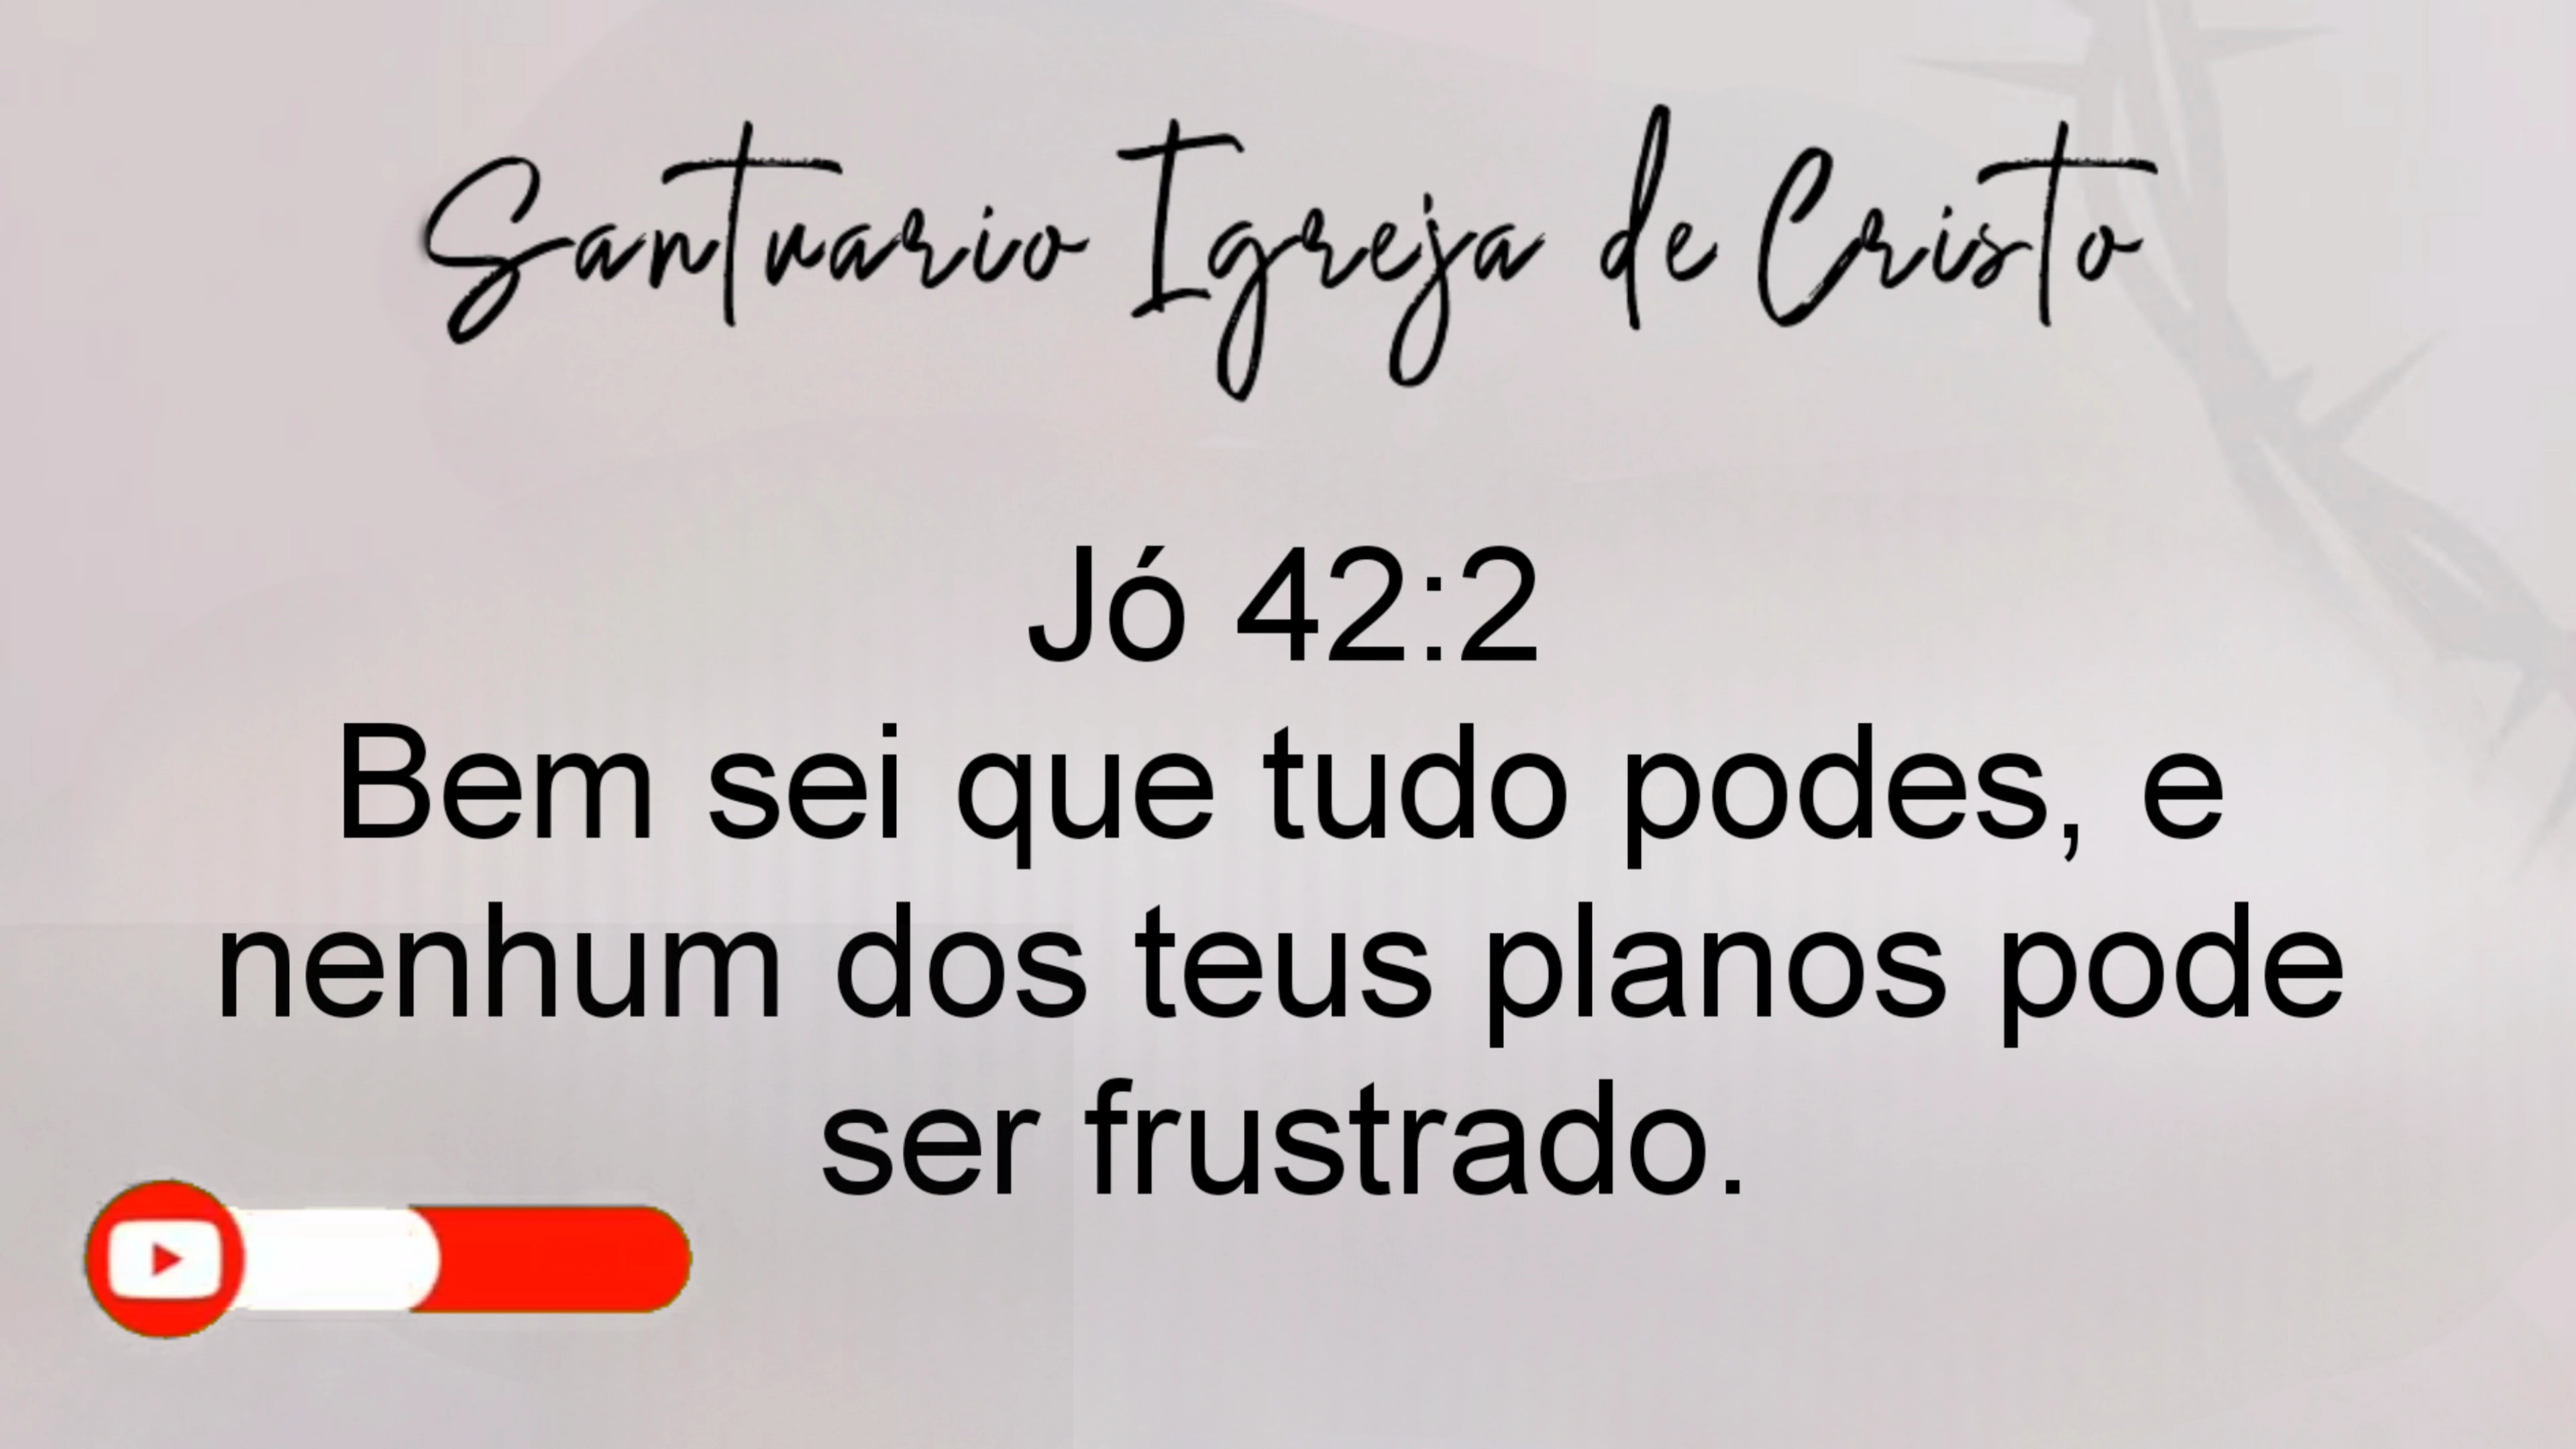 Santuario Igreja de Cristo
Jó 42:2
Bem sei que tudo podes, e
nenhum dos teus planos pode
ser frustrado.